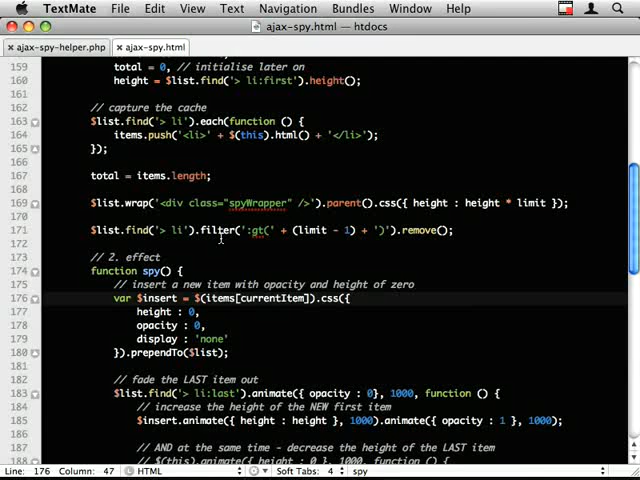 TextMate File Edit View Text Navigation Bundles Window Help
ajax-spy.html — htdocs
ajax-spy-helper.php ajax-spy.html
159 total = 0, // initialise later on
160 height = $list.find('> li:first').height();
161
162 // capture the cache
163 $list.find('> li').each(function () {
164 items.push('<li>' + $(this).html() + '</li>');
165 });
166
167 total = items.length;
168
169 $list.wrap('<div class="spyWrapper" />').parent().css({ height : height * limit });
170
171 $list.find('> li').filter(':gt(' + (limit - 1) + ')').remove();
172
173 // 2. effect
174 function spy() {
175 // insert a new item with opacity and height of zero
176 var $insert = $(items[currentItem]).css({
177 height : 0,
178 opacity : 0,
179 display : 'none'
180 }).prependTo($list);
181
182 // fade the LAST item out
183 $list.find('> li:last').animate({ opacity : 0}, 1000, function () {
184 // increase the height of the NEW first item
185 $insert.animate({ height : height }, 1000).animate({ opacity : 1 }, 1000);
186
187 // AND at the same time - decrease the height of the LAST item
188 // $(this).animate({ height : 0 }, 1000, function () {
Line: 176 Column: 47 HTML Soft Tabs: 4 spy